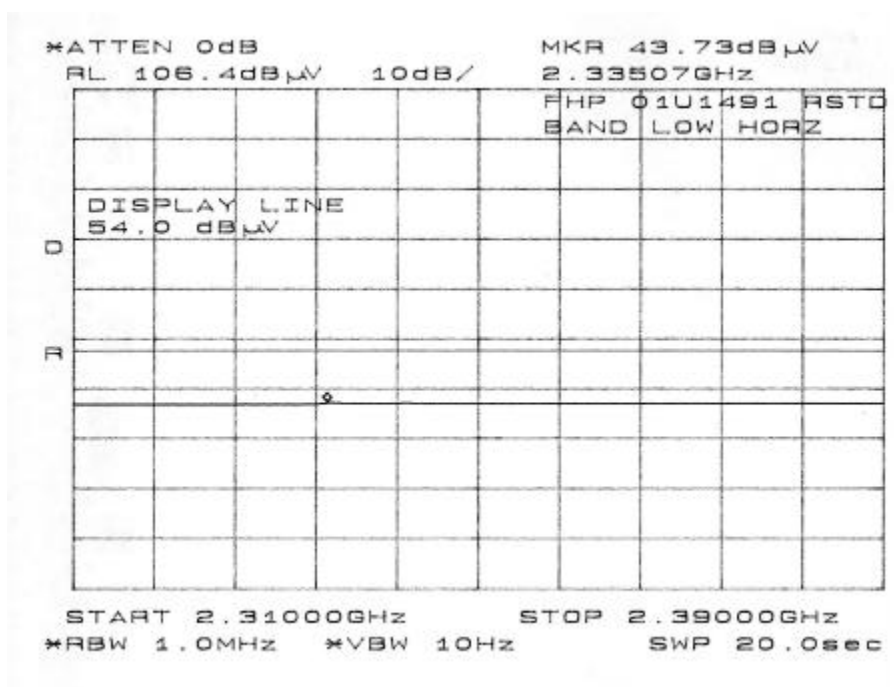 *ATTEN 0dB MKR 43.73dBµV
RL 106.4dBµV 10dB/ 2.33507GHz
FHP 01U1491 RSTD
BAND LOW HORZ
DISPLAY LINE
54.0 dBµV
D
R
START 2.31000GHz STOP 2.39000GHz
*RBW 1.0MHz *VBW 10Hz SWP 20.0sec